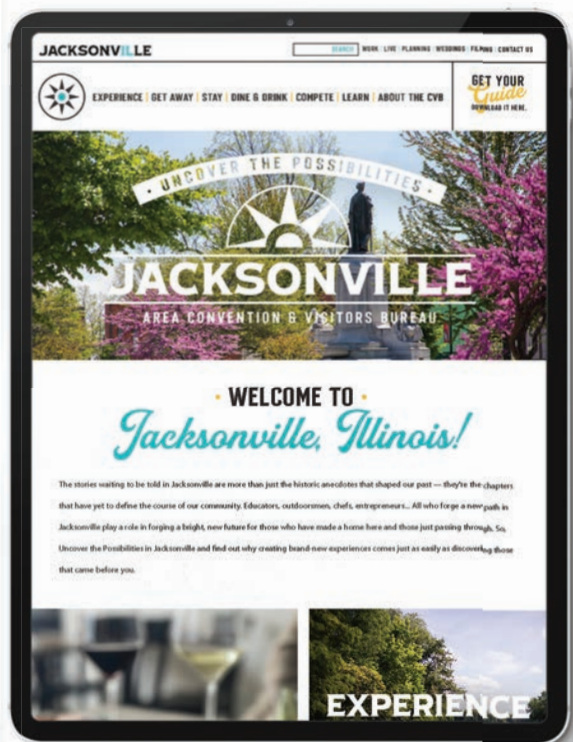 JACKSONVILLE
SEARCH WORK LIVE PLANNING WEDDINGS FILMING CONTACT US
EXPERIENCE | GET AWAY | STAY | DINE & DRINK | COMPETE | LEARN | ABOUT THE CVB
GET YOUR
Guide
DOWNLOAD IT HERE.
• UNCOVER THE POSSIBILITIES •
JACKSONVILLE
AREA CONVENTION & VISITORS BUREAU
• WELCOME TO •
Jacksonville, Illinois!
The stories waiting to be told in Jacksonville are more than just the historic anecdotes that shaped our past — they're the chapters
that have yet to define the course of our community. Educators, outdoorsmen, chefs, entrepreneurs... All who forge a new path in
Jacksonville play a role in forging a bright, new future for those who have made a home here and those just passing through. So,
Uncover the Possibilities in Jacksonville and find out why creating brand-new experiences comes just as easily as discovering those
that came before you.
EXPERIENCE